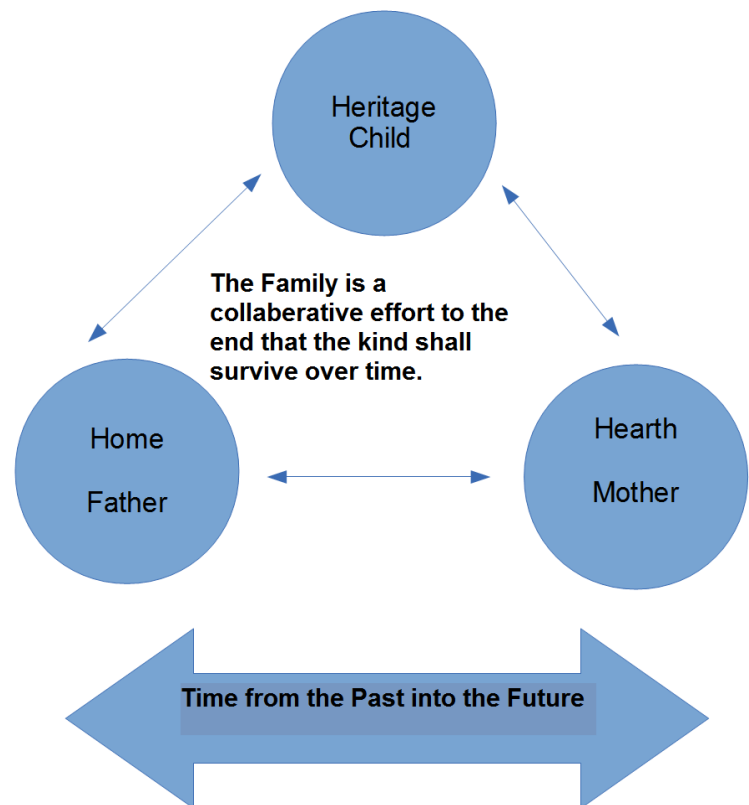 Heritage
Child
The Family is a
collaberative effort to the
end that the kind shall
survive over time.
Home
Father
Hearth
Mother
Time from the Past into the Future